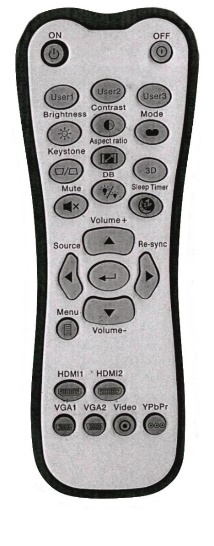 ON OFF
User1 User2 User3
Brightness Contrast Mode
Keystone Aspect ratio 3D
Mute DB Sleep Timer
Volume+
Source Re-sync
Menu
Volume-
HDMI1 HDMI2
VGA1 VGA2 Video YPbPr